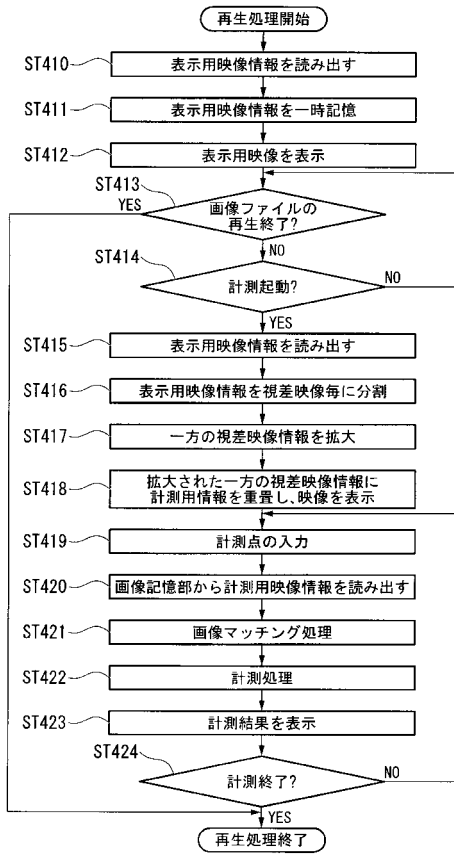 再生処理開始
ST410
表示用映像情報を読み出す
ST411
表示用映像情報を一時記憶
ST412
表示用映像を表示
ST413
YES
画像ファイルの
再生終了?
NO
ST414
計測起動?
NO
YES
ST415
表示用映像情報を読み出す
ST416
表示用映像情報を視差映像毎に分割
ST417
一方の視差映像情報を拡大
ST418
拡大された一方の視差映像情報に
計測用情報を重畳し、映像を表示
ST419
計測点の入力
ST420
画像記憶部から計測用映像情報を読み出す
ST421
画像マッチング処理
ST422
計測処理
ST423
計測結果を表示
ST424
計測終了?
NO
YES
再生処理終了